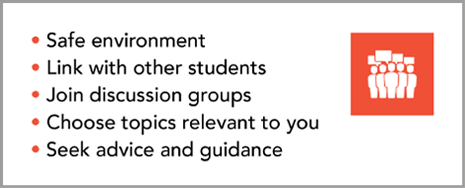 • Safe environment
• Link with other students
• Join discussion groups
• Choose topics relevant to you
• Seek advice and guidance